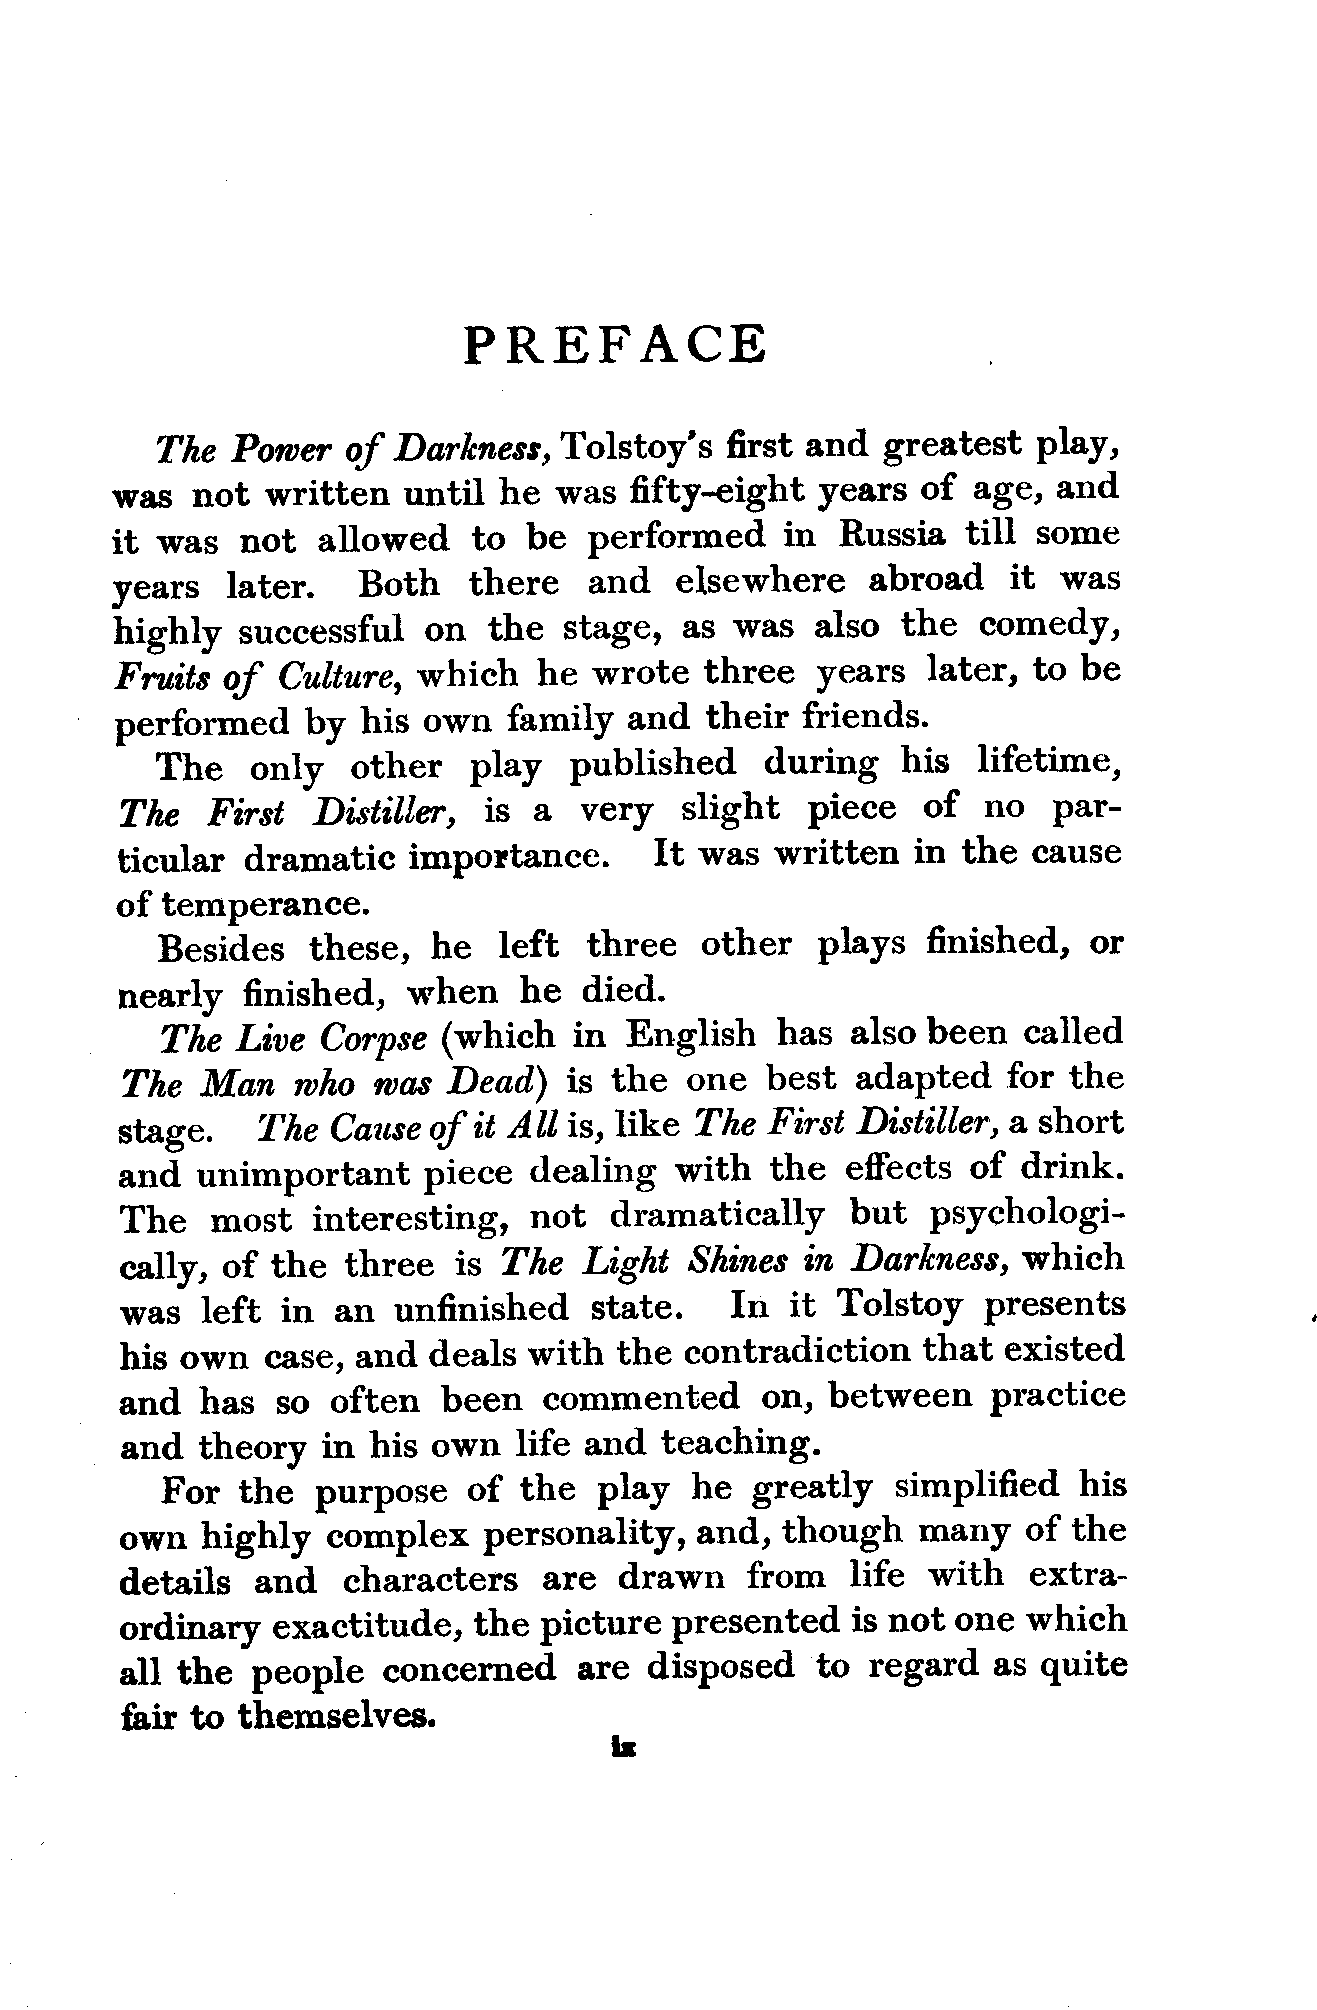 PREFACE
The Power of Darkness, Tolstoy's first and greatest play,
was not written until he was fifty-eight years of age, and
it was not allowed to be performed in Russia till some
years later. Both there and elsewhere abroad it was
highly successful on the stage, as was also the comedy,
Fruits of Culture, which he wrote three years later, to be
performed by his own family and their friends.
The only other play published during his lifetime,
The First Distiller, is a very slight piece of no par-
ticular dramatic importance. It was written in the cause
of temperance.
Besides these, he left three other plays finished, or
nearly finished, when he died.
The Live Corpse (which in English has also been called
The Man who was Dead) is the one best adapted for the
stage. The Cause of it All is, like The First Distiller, a short
and unimportant piece dealing with the effects of drink.
The most interesting, not dramatically but psychologi-
cally, of the three is The Light Shines in Darkness, which
was left in an unfinished state. In it Tolstoy presents
his own case, and deals with the contradiction that existed
and has so often been commented on, between practice
and theory in his own life and teaching.
For the purpose of the play he greatly simplified his
own highly complex personality, and, though many of the
details and characters are drawn from life with extra-
ordinary exactitude, the picture presented is not one which
all the people concerned are disposed to regard as quite
fair to themselves.
ix